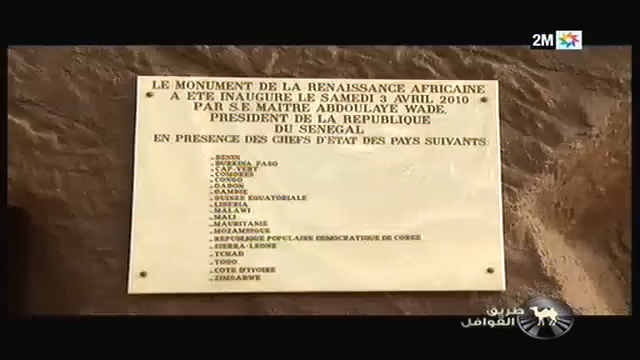 2M
LE MONUMENT DE LA RENAISSANCE AFRICAINE
A ETE INAUGURE LE SAMEDI 3 AVRIL 2010
PAR S.E. MAITRE ABDOULAYE WADE,
PRESIDENT DE LA REPUBLIQUE
DU SENEGAL
EN PRESENCE DES CHEFS D'ETAT DES PAYS SUIVANTS:
- BENIN
- BURKINA FASO
- CAP-VERT
- COMORES
- CONGO
- GABON
- GAMBIE
- GUINEE EQUATORIALE
- LIBERIA
- MALAWI
- MALI
- MAURITANIE
- MOZAMBIQUE
- REPUBLIQUE POPULAIRE DEMOCRATIQUE DE COREE
- SIERRA-LEONE
- TCHAD
- TOGO
- COTE D'IVOIRE
- ZIMBABWE
طريق
القوافل